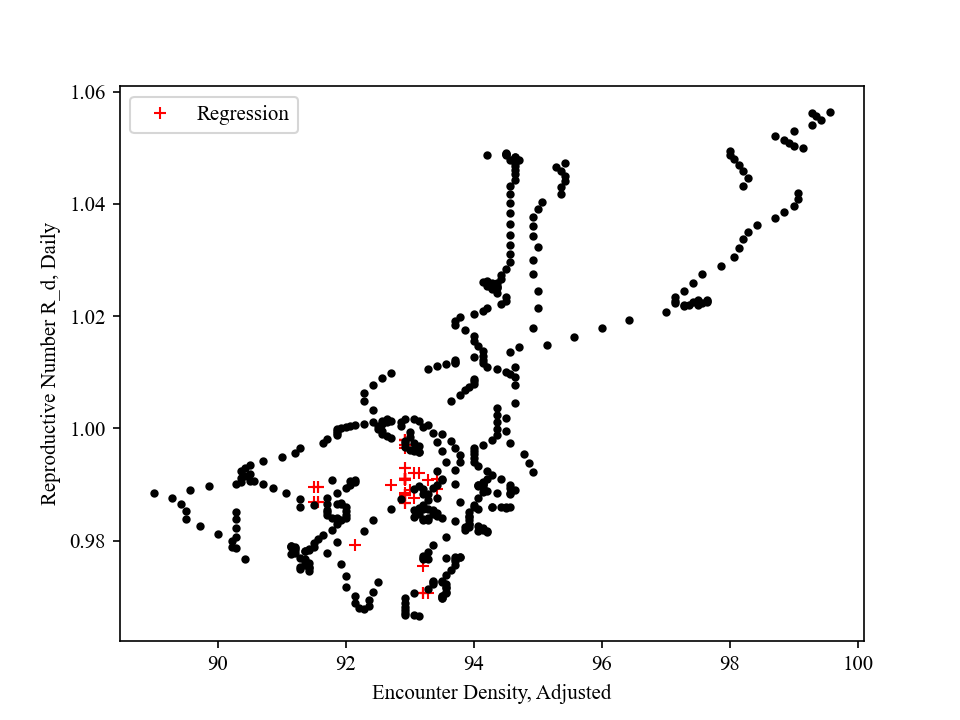 Regression
1.06
1.04
1.02
1.00
0.98
Reproductive Number R_d, Daily
90 92 94 96 98 100
Encounter Density, Adjusted